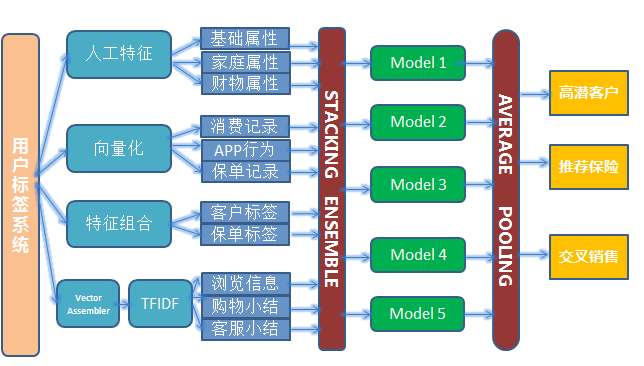 用户标签系统
人工特征
向量化
特征组合
Vector
Assembler
TFIDF
基础属性
家庭属性
财物属性
消费记录
APP行为
保单记录
客户标签
保单标签
浏览信息
购物小结
客服小结
STACKING ENSEMBLE
Model 1
Model 2
Model 3
Model 4
Model 5
AVERAGE POOLING
高潜客户
推荐保险
交叉销售